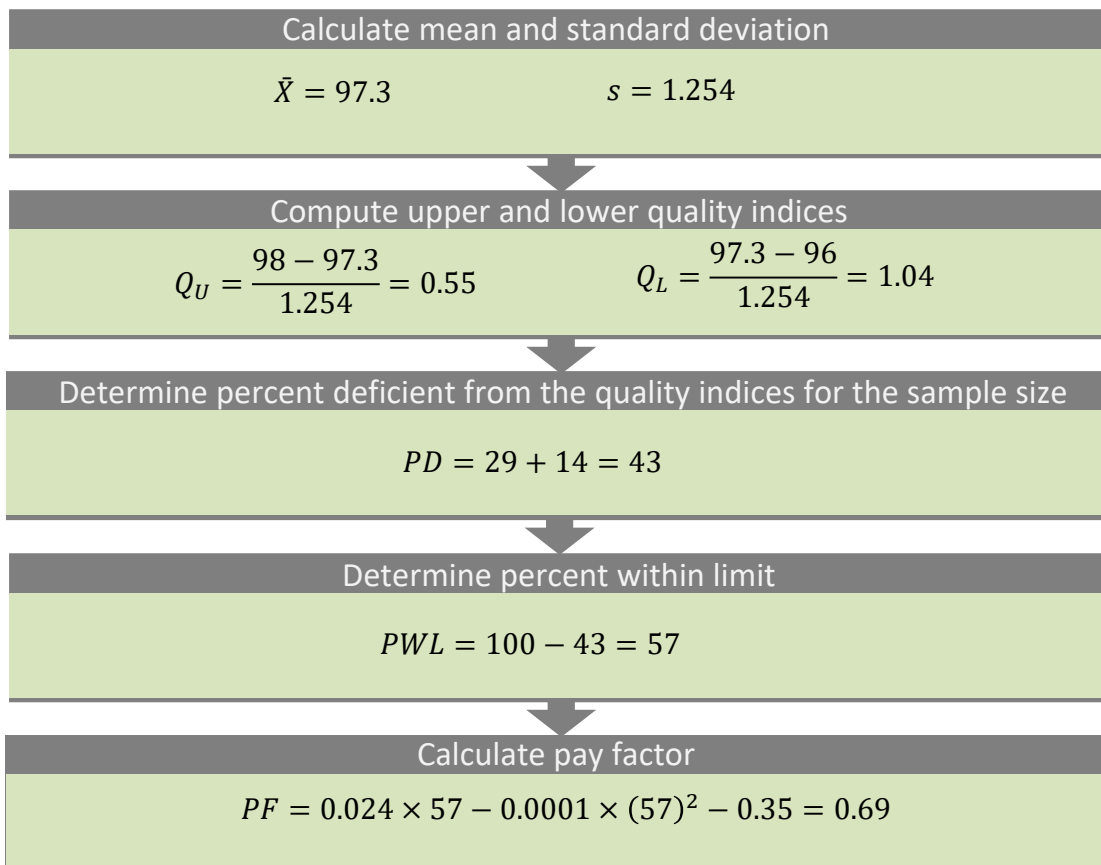 Calculate mean and standard deviation
X̄ = 97.3 s = 1.254
Compute upper and lower quality indices
Q_U = (98 − 97.3)/1.254 = 0.55 Q_L = (97.3 − 96)/1.254 = 1.04
Determine percent deficient from the quality indices for the sample size
PD = 29 + 14 = 43
Determine percent within limit
PWL = 100 − 43 = 57
Calculate pay factor
PF = 0.024 × 57 − 0.0001 × (57)² − 0.35 = 0.69